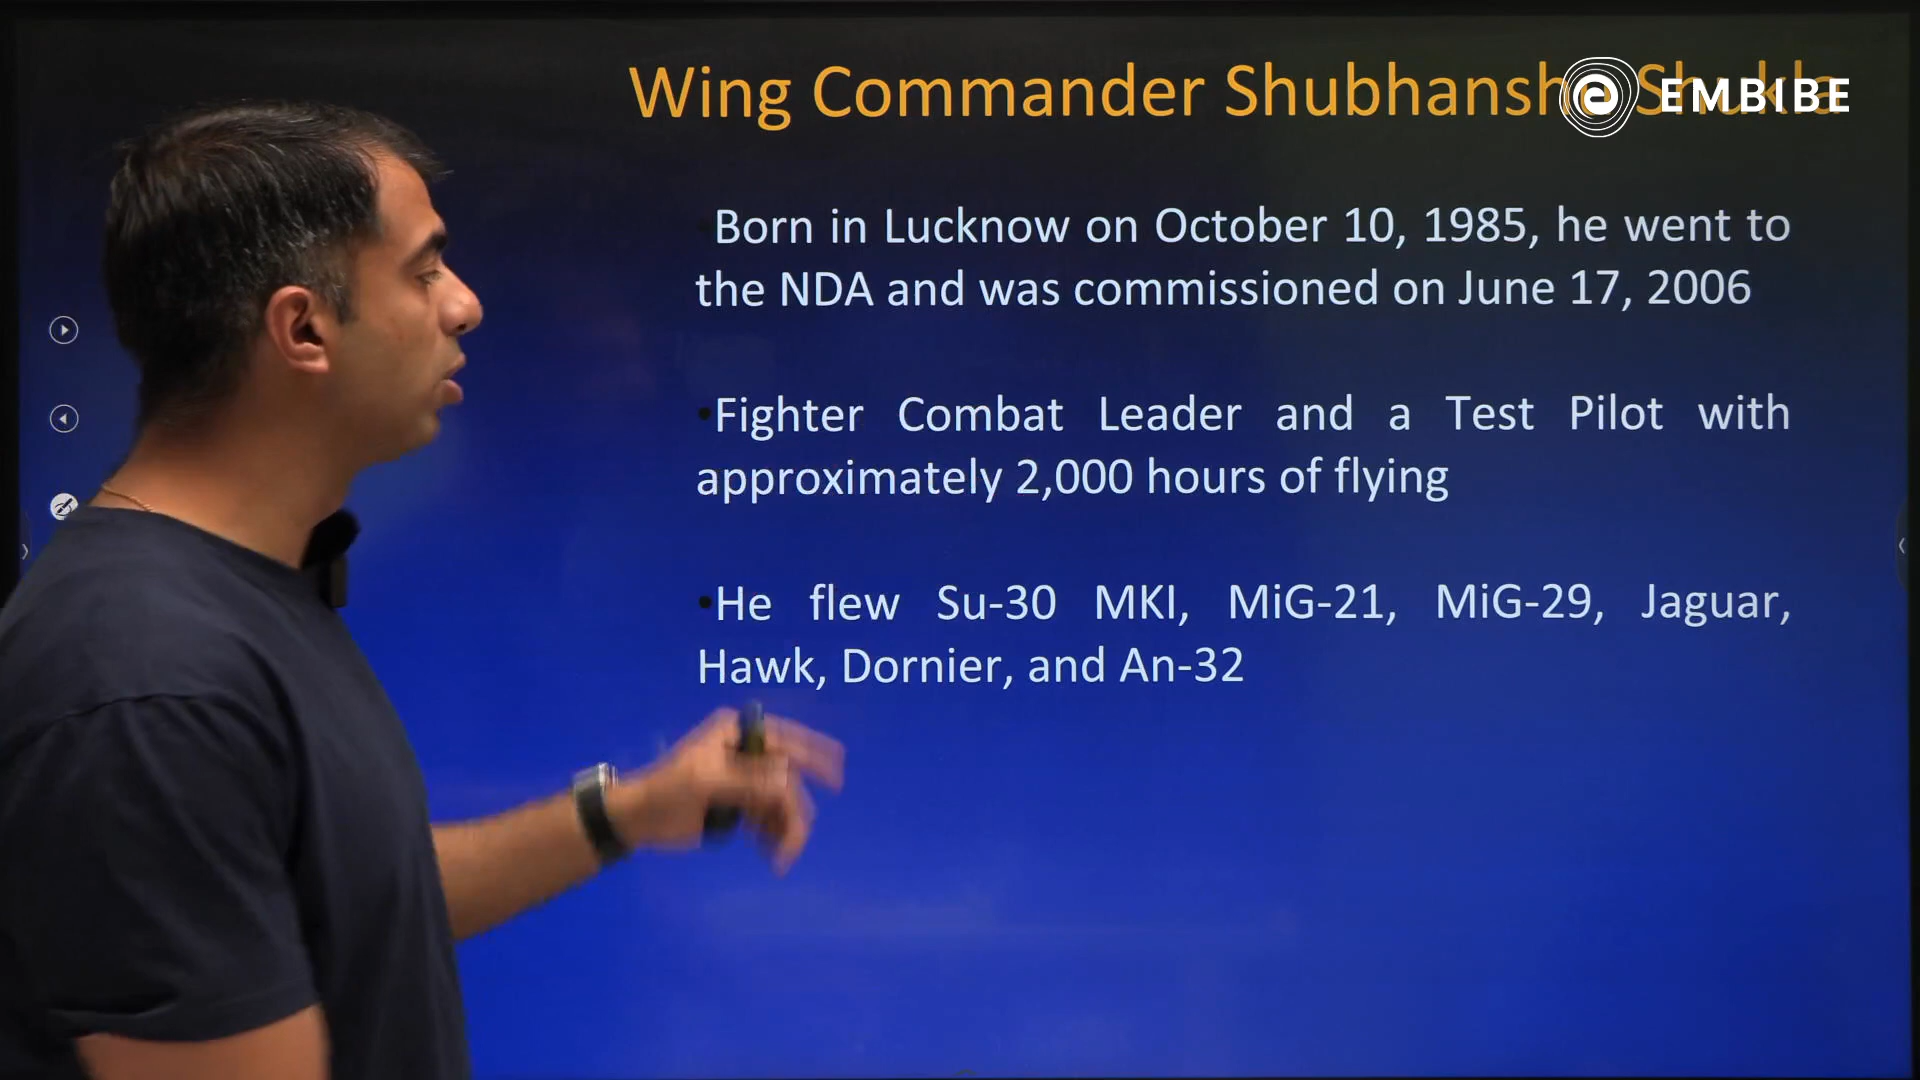 Wing Commander Shubhanshu Shukla
EMBIBE
Born in Lucknow on October 10, 1985, he went to
the NDA and was commissioned on June 17, 2006
•Fighter Combat Leader and a Test Pilot with
approximately 2,000 hours of flying
•He flew Su-30 MKI, MiG-21, MiG-29, Jaguar,
Hawk, Dornier, and An-32